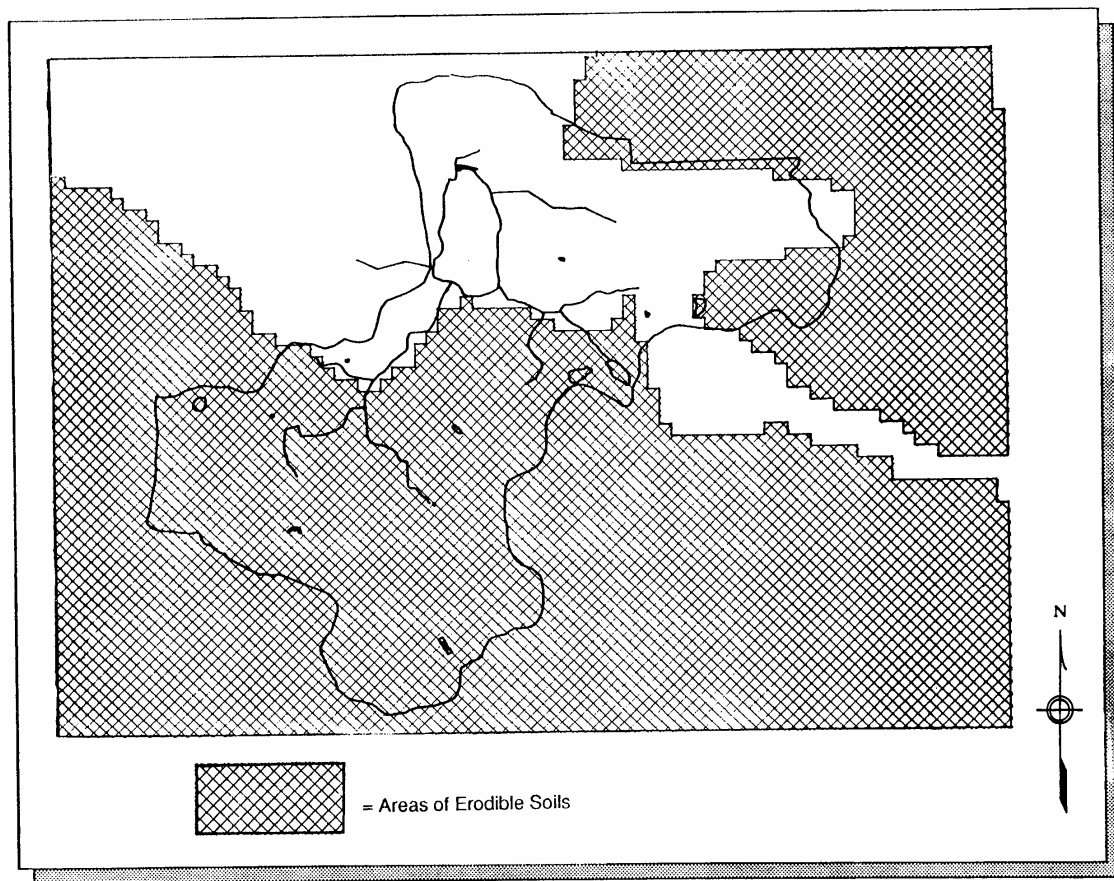 N
= Areas of Erodible Soils